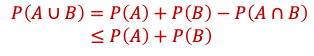 P(A ∪ B) = P(A) + P(B) − P(A ∩ B)
≤ P(A) + P(B)